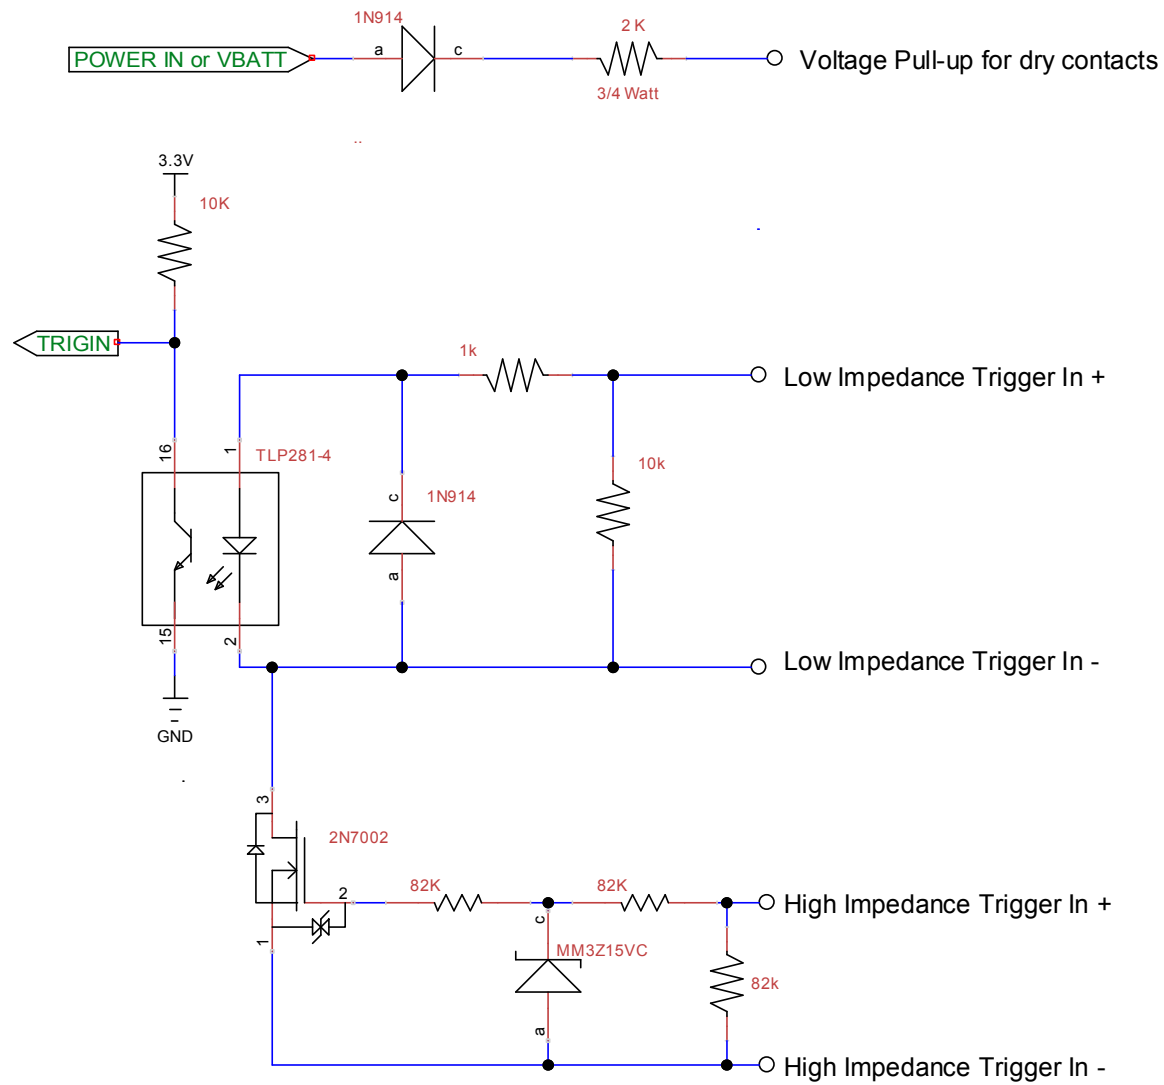 1N914
2 K
POWER IN or VBATT
a
c
Voltage Pull-up for dry contacts
3/4 Watt
3.3V
10K
TRIGIN
1k
Low Impedance Trigger In +
16
1
TLP281-4
10k
c
1N914
a
15
2
Low Impedance Trigger In -
GND
3
2N7002
82K
82K
2
High Impedance Trigger In +
c
1
MM3Z15VC
82k
a
High Impedance Trigger In -